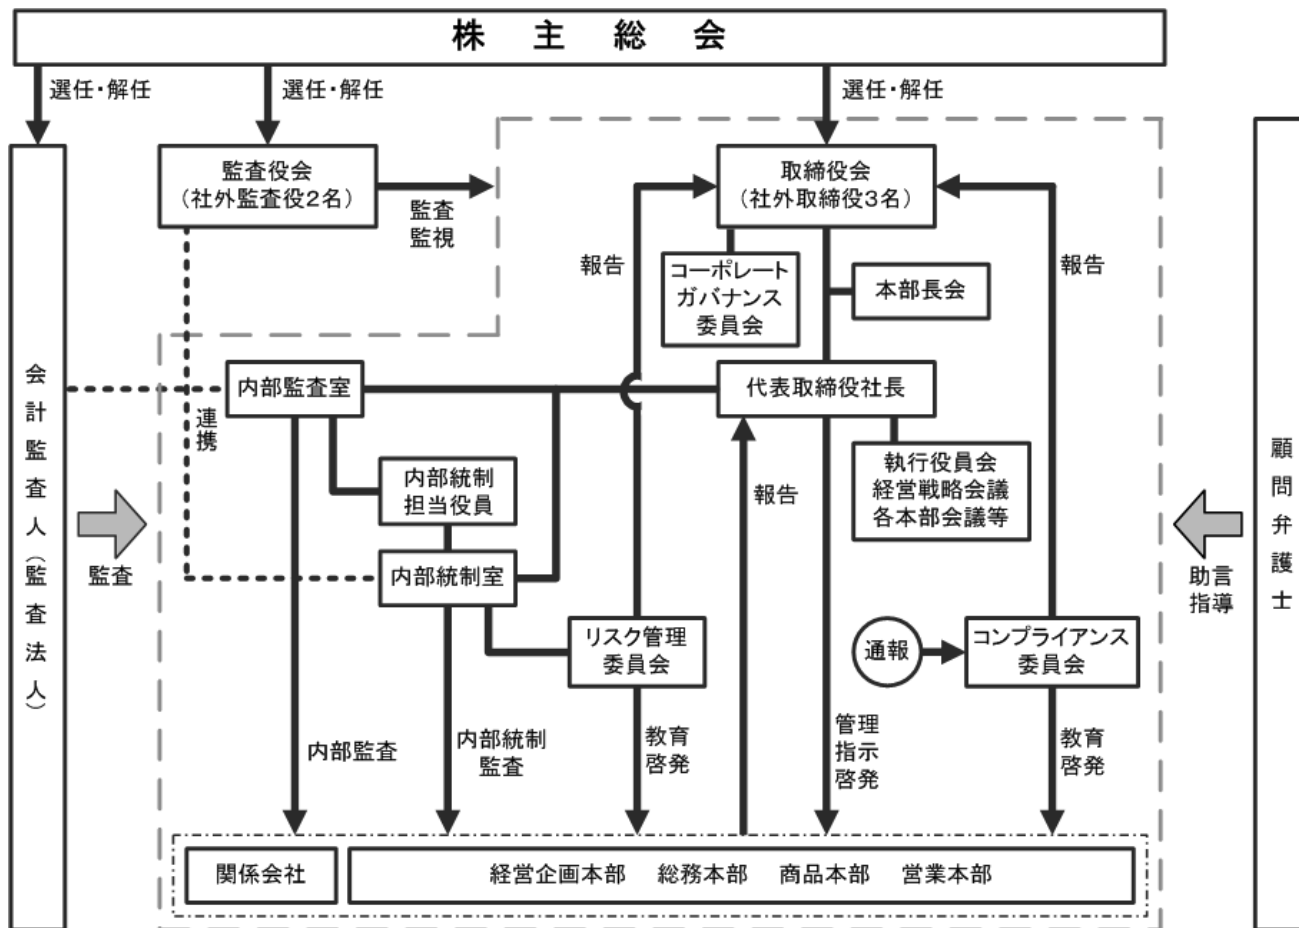 株主総会
選任・解任
選任・解任
選任・解任
監査役会
(社外監査役2名)
監査
監視
取締役会
(社外取締役3名)
報告
コーポレート
ガバナンス
委員会
本部長会
報告
会計監査人(監査法人)
内部監査室
代表取締役社長
連携
内部統制
担当役員
報告
執行役員会
経営戦略会議
各本部会議等
顧問弁護士
監査
内部統制室
助言
指導
リスク管理
委員会
通報
コンプライアンス
委員会
内部監査
内部統制
監査
教育
啓発
管理
指示
啓発
教育
啓発
関係会社
経営企画本部 総務本部 商品本部 営業本部